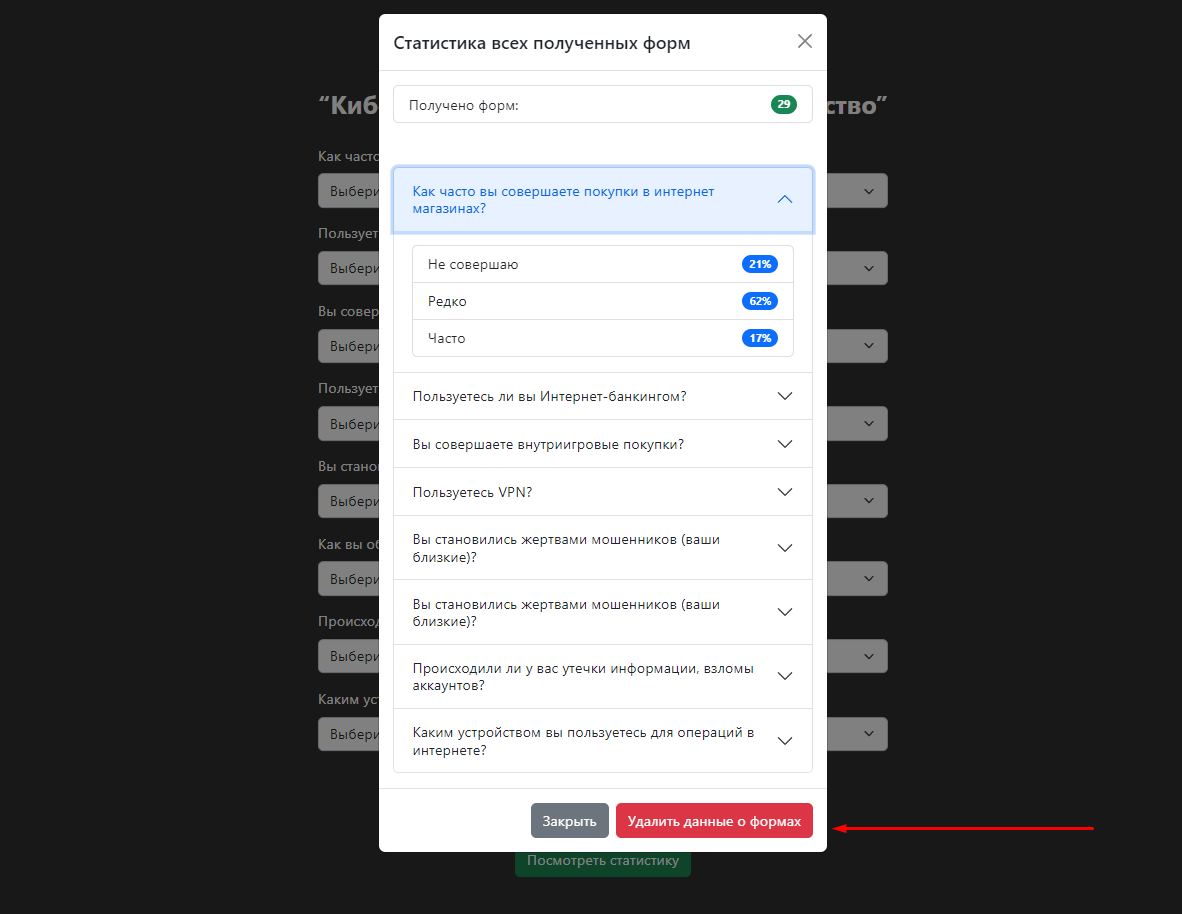 Статистика всех полученных форм
Получено форм: 29
Как часто вы совершаете покупки в интернет
магазинах?
Не совершаю 21%
Редко 62%
Часто 17%
Пользуетесь ли вы Интернет-банкингом?
Вы совершаете внутриигровые покупки?
Пользуетесь VPN?
Вы становились жертвами мошенников (ваши
близкие)?
Вы становились жертвами мошенников (ваши
близкие)?
Происходили ли у вас утечки информации, взломы
аккаунтов?
Каким устройством вы пользуетесь для операций в
интернете?
Закрыть Удалить данные о формах
“Киб ство”
Как часто
Выбери
Пользует
Выбери
Вы совер
Выбери
Пользует
Выбери
Вы стано
Выбери
Как вы об
Выбери
Происход
Выбери
Каким уст
Выбери
Посмотреть статистику